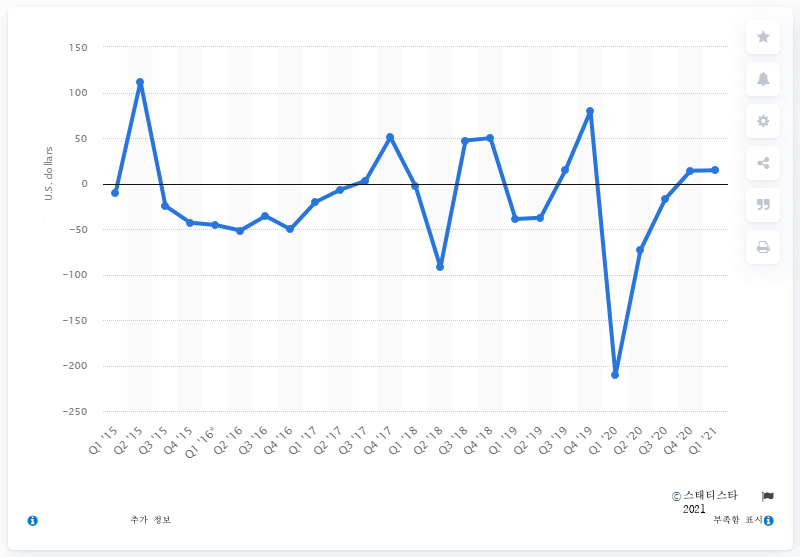 150
100
50
0
−50
−100
−150
−200
−250
U.S. dollars
Q1 '15
Q2 '15
Q3 '15
Q4 '15
Q1 '16*
Q2 '16
Q3 '16
Q4 '16
Q1 '17
Q2 '17
Q3 '17
Q4 '17
Q1 '18
Q2 '18
Q3 '18
Q4 '18
Q1 '19
Q2 '19
Q3 '19
Q4 '19
Q1 '20
Q2 '20
Q3 '20
Q4 '20
Q1 '21
© 스태티스타
2021
추가 정보
부족함 표시